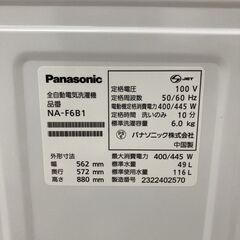 Panasonic
全自動電気洗濯機
品番
NA-F6B1
外形寸法
幅 562 mm
奥行 572 mm
高さ 880 mm
JET
定格電圧 100 V
定格周波数 50/60 Hz
電動機定格消費電力 400/445 W
定格洗い時間 10 分
標準洗濯容量 6.0 kg
パナソニック株式会社
中国製
最大消費電力 400/445 W
標準水量 49 L
標準使用水量 116 L
製造番号 2322402570